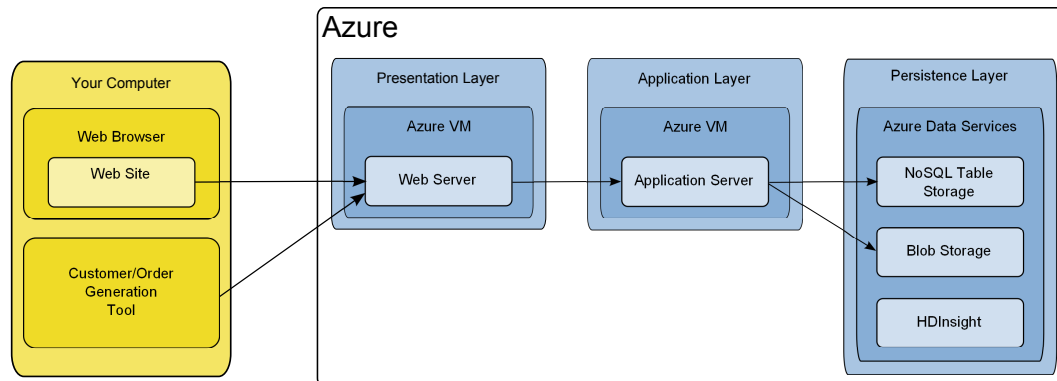 Azure
Your Computer
Web Browser
Web Site
Customer/Order
Generation
Tool
Presentation Layer
Azure VM
Web Server
Application Layer
Azure VM
Application Server
Persistence Layer
Azure Data Services
NoSQL Table
Storage
Blob Storage
HDInsight